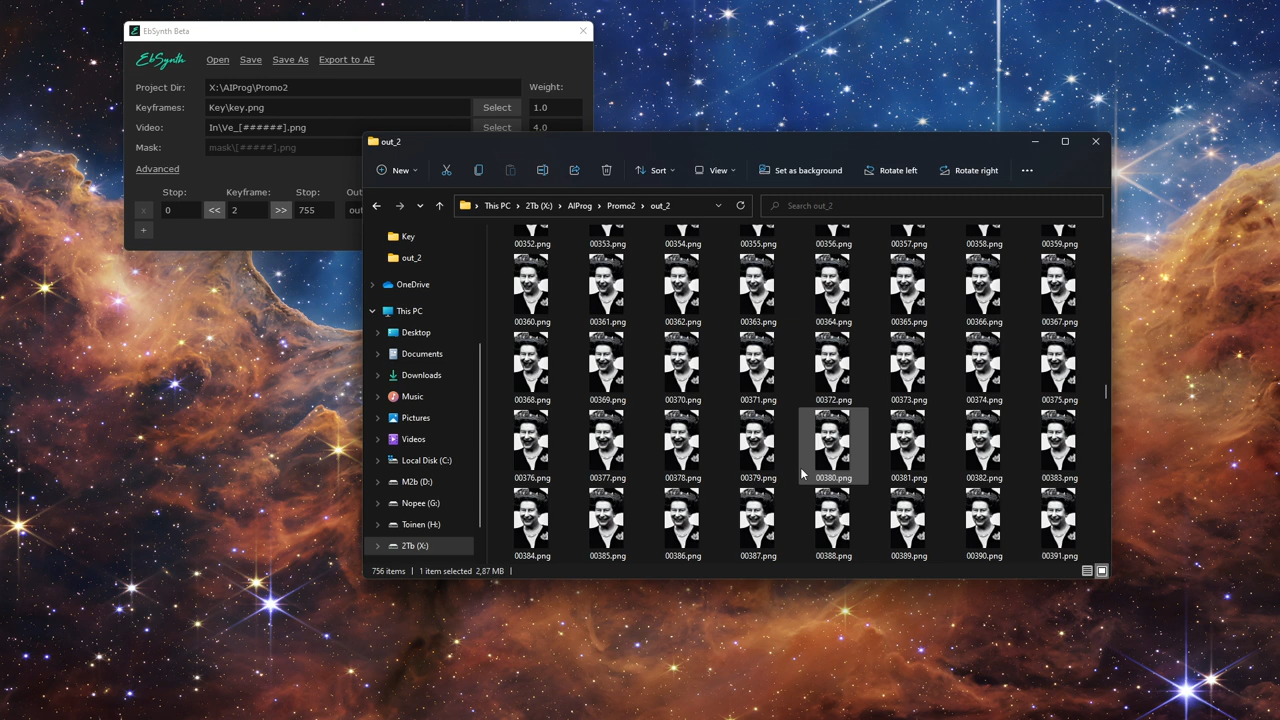 EbSynth Beta
EbSynth Open Save Save As Export to AE
Project Dir: X:\AIProg\Promo2 Weight:
Keyframes: Key\key.png Select 1.0
Video: In\Ve_[######].png Select 4.0
Mask: mask\[#####].png
Advanced
Stop: Keyframe: Stop: Out
x 0 << 2 >> 755 out
+
out_2
New Sort View Set as background Rotate left Rotate right
This PC > 2Tb (X:) > AIProg > Promo2 > out_2 Search out_2
Key
out_2
OneDrive
This PC
Desktop
Documents
Downloads
Music
Pictures
Videos
Local Disk (C:)
M2b (D:)
Nopee (G:)
Toinen (H:)
2Tb (X:)
00352.png 00353.png 00354.png 00355.png 00356.png 00357.png 00358.png 00359.png
00360.png 00361.png 00362.png 00363.png 00364.png 00365.png 00366.png 00367.png
00368.png 00369.png 00370.png 00371.png 00372.png 00373.png 00374.png 00375.png
00376.png 00377.png 00378.png 00379.png 00380.png 00381.png 00382.png 00383.png
00384.png 00385.png 00386.png 00387.png 00388.png 00389.png 00390.png 00391.png
756 items 1 item selected 2,87 MB